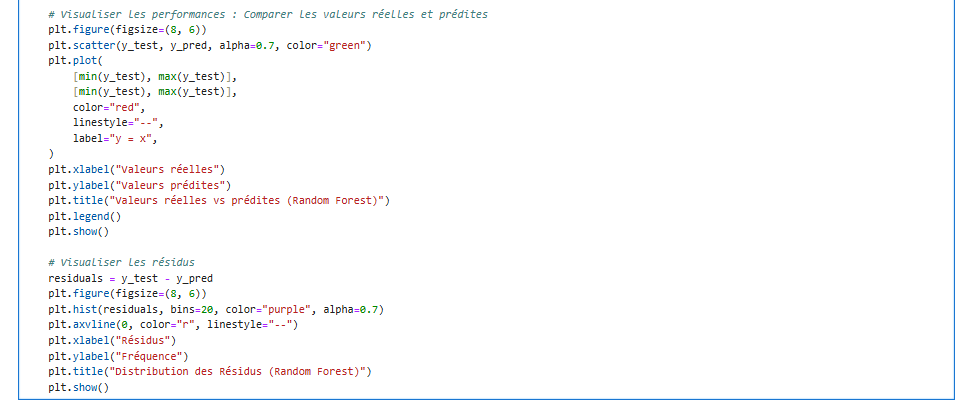 # Visualiser les performances : Comparer les valeurs réelles et prédites
plt.figure(figsize=(8, 6))
plt.scatter(y_test, y_pred, alpha=0.7, color="green")
plt.plot(
    [min(y_test), max(y_test)],
    [min(y_test), max(y_test)],
    color="red",
    linestyle="--",
    label="y = x",
)
plt.xlabel("Valeurs réelles")
plt.ylabel("Valeurs prédites")
plt.title("Valeurs réelles vs prédites (Random Forest)")
plt.legend()
plt.show()

# Visualiser les résidus
residuals = y_test - y_pred
plt.figure(figsize=(8, 6))
plt.hist(residuals, bins=20, color="purple", alpha=0.7)
plt.axvline(0, color="r", linestyle="--")
plt.xlabel("Résidus")
plt.ylabel("Fréquence")
plt.title("Distribution des Résidus (Random Forest)")
plt.show()